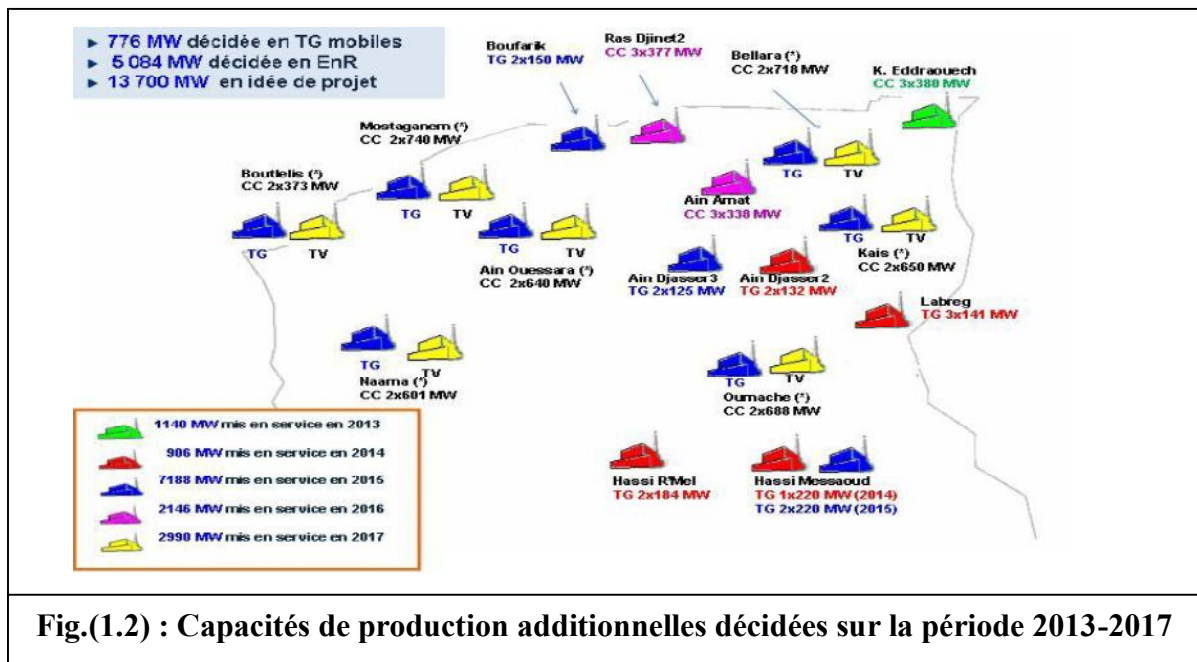 ► 776 MW décidée en TG mobiles
► 5 084 MW décidée en EnR
► 13 700 MW en idée de projet
Boufarik
TG 2x150 MW
Ras Djinet2
CC 3x377 MW
Bellara (*)
CC 2x718 MW
K. Eddraouech
CC 3x380 MW
Mostaganem (*)
CC 2x740 MW
TG
TV
Boutlelis (*)
CC 2x373 MW
TG
TV
TG
TV
Ain Arnat
CC 3x338 MW
TG
TV
Ain Ouessara (*)
CC 2x640 MW
TG
TV
Kais (*)
CC 2x650 MW
Ain Djasser3
TG 2x125 MW
Ain Djasser2
TG 2x132 MW
Labreg
TG 3x141 MW
TG
TV
Naama (*)
CC 2x601 MW
TG
TV
Oumache (*)
CC 2x688 MW
Hassi R'Mel
TG 2x184 MW
Hassi Messaoud
TG 1x220 MW (2014)
TG 2x220 MW (2015)
1140 MW mis en service en 2013
906 MW mis en service en 2014
7188 MW mis en service en 2015
2146 MW mis en service en 2016
2990 MW mis en service en 2017
Fig.(1.2) : Capacités de production additionnelles décidées sur la période 2013-2017